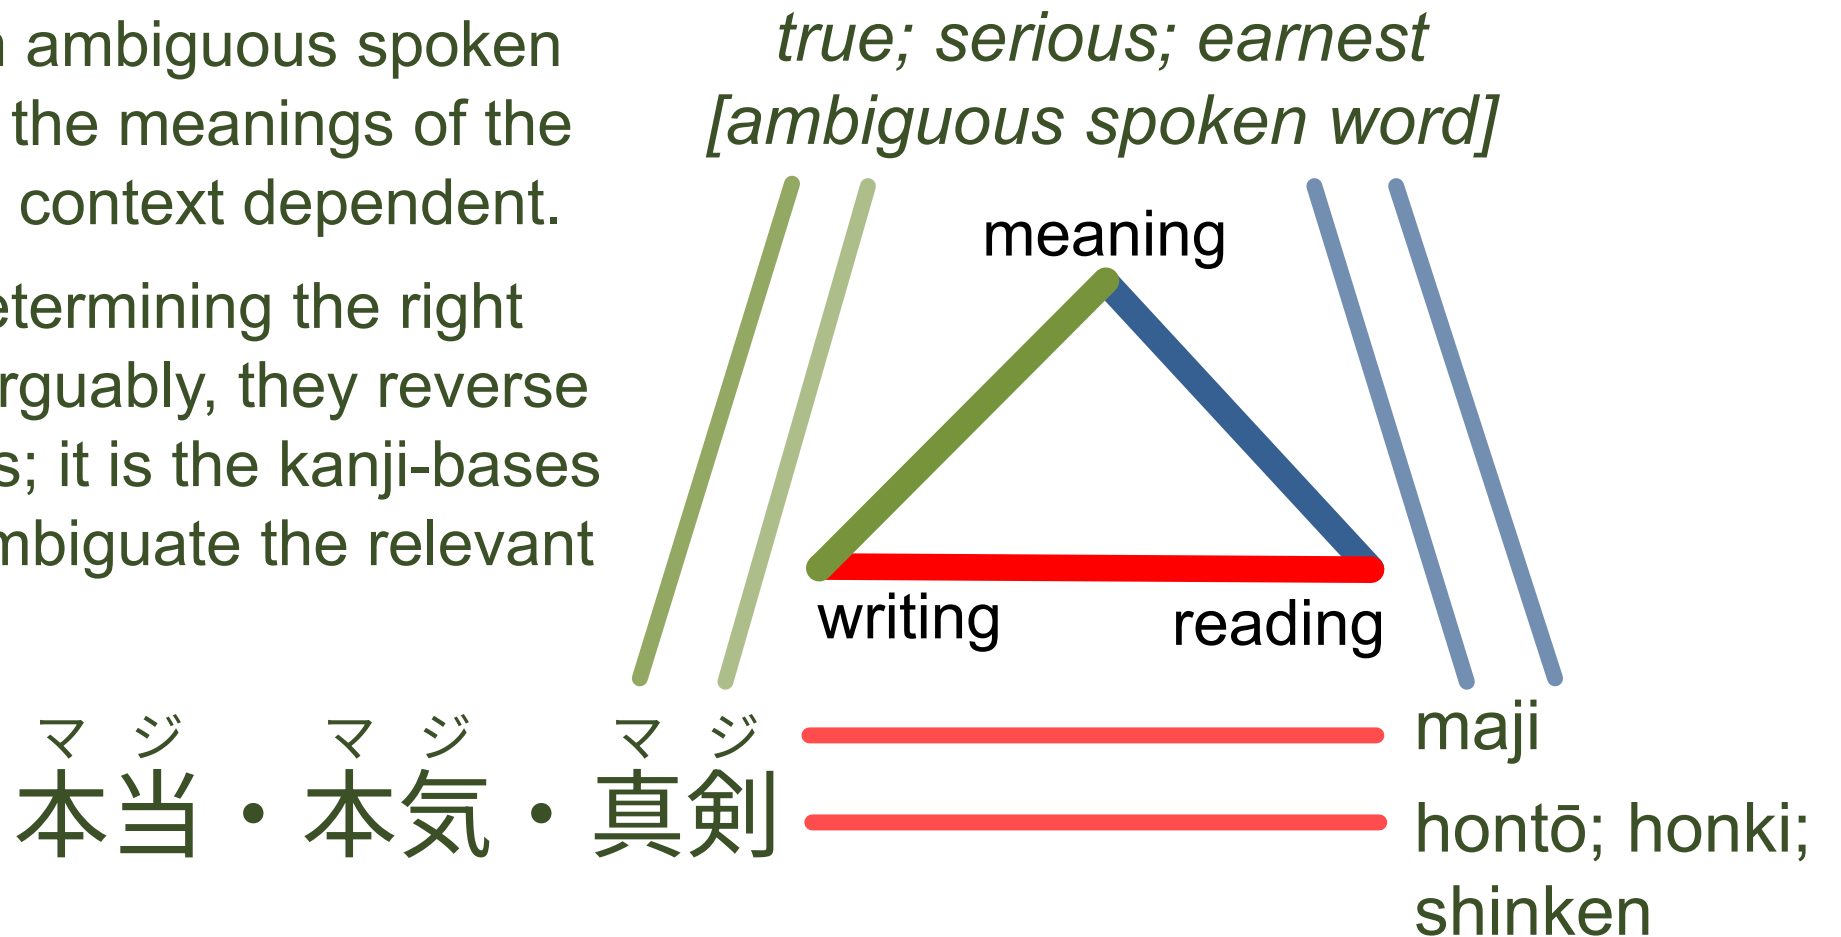 ambiguous spoken
the meanings of the
context dependent.
etermining the right
rguably, they reverse
s; it is the kanji-bases
mbiguate the relevant
true; serious; earnest
[ambiguous spoken word]
meaning
writing
reading
マジ マジ マジ
本当・本気・真剣
maji
hontō; honki;
shinken